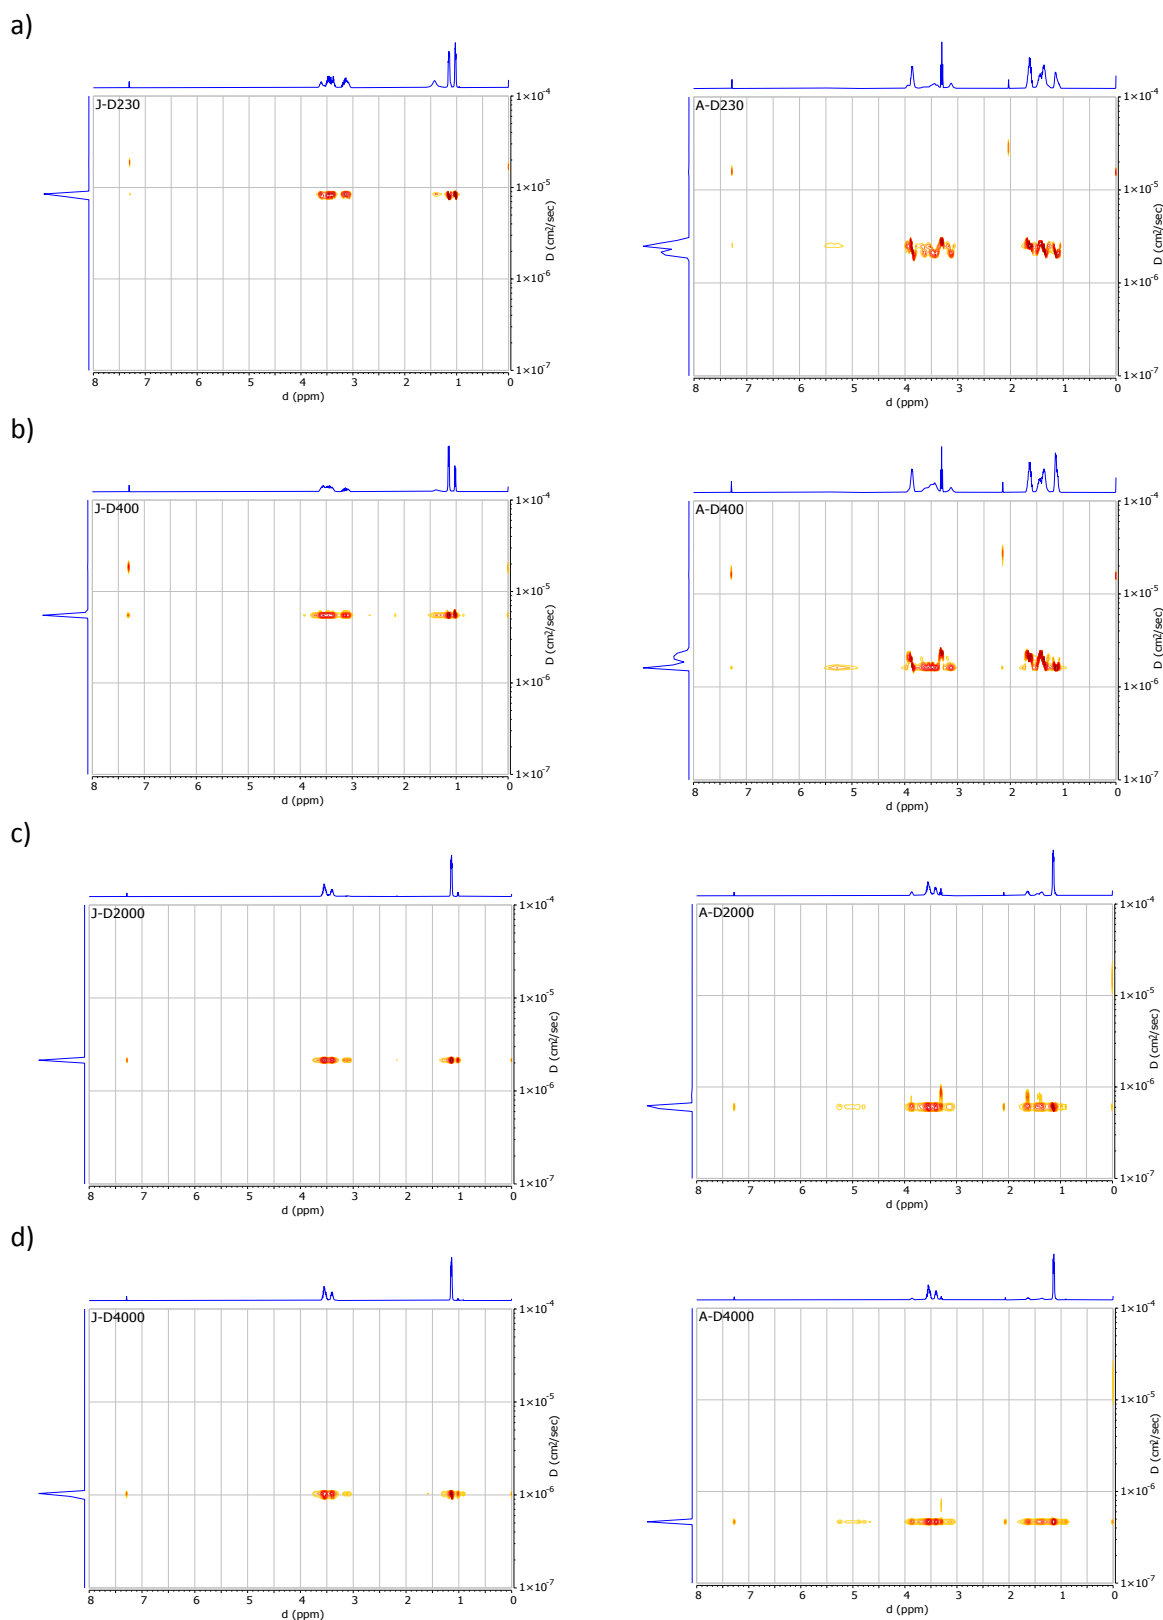 a)
J-D230
1×10⁻⁴
1×10⁻⁵
1×10⁻⁶
1×10⁻⁷
D (cm²/sec)
8 7 6 5 4 3 2 1 0
d (ppm)
A-D230
1×10⁻⁴
1×10⁻⁵
1×10⁻⁶
1×10⁻⁷
D (cm²/sec)
8 7 6 5 4 3 2 1 0
d (ppm)
b)
J-D400
1×10⁻⁴
1×10⁻⁵
1×10⁻⁶
1×10⁻⁷
D (cm²/sec)
8 7 6 5 4 3 2 1 0
d (ppm)
A-D400
1×10⁻⁴
1×10⁻⁵
1×10⁻⁶
1×10⁻⁷
D (cm²/sec)
8 7 6 5 4 3 2 1 0
d (ppm)
c)
J-D2000
1×10⁻⁴
1×10⁻⁵
1×10⁻⁶
1×10⁻⁷
D (cm²/sec)
8 7 6 5 4 3 2 1 0
d (ppm)
A-D2000
1×10⁻⁴
1×10⁻⁵
1×10⁻⁶
1×10⁻⁷
D (cm²/sec)
8 7 6 5 4 3 2 1 0
d (ppm)
d)
J-D4000
1×10⁻⁴
1×10⁻⁵
1×10⁻⁶
1×10⁻⁷
D (cm²/sec)
8 7 6 5 4 3 2 1 0
d (ppm)
A-D4000
1×10⁻⁴
1×10⁻⁵
1×10⁻⁶
1×10⁻⁷
D (cm²/sec)
8 7 6 5 4 3 2 1 0
d (ppm)